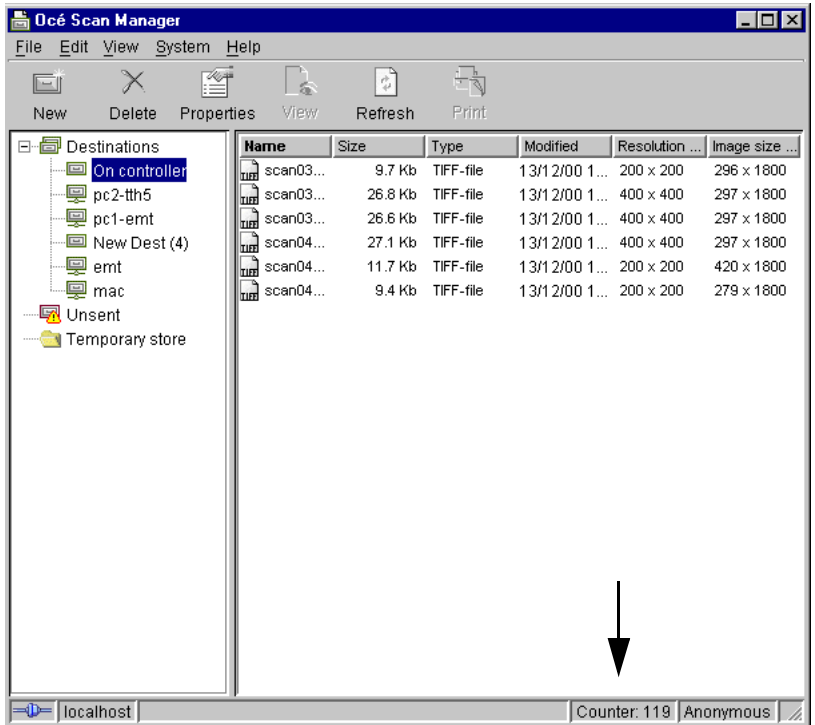 Océ Scan Manager
File Edit View System Help
New Delete Properties View Refresh Print
Destinations
On controller
pc2-tth5
pc1-emt
New Dest (4)
emt
mac
Unsent
Temporary store
Name Size Type Modified Resolution ... Image size ...
TIFF scan03... 9.7 Kb TIFF-file 13/12/00 1... 200 x 200 296 x 1800
TIFF scan03... 26.8 Kb TIFF-file 13/12/00 1... 400 x 400 297 x 1800
TIFF scan03... 26.6 Kb TIFF-file 13/12/00 1... 400 x 400 297 x 1800
TIFF scan04... 27.1 Kb TIFF-file 13/12/00 1... 400 x 400 297 x 1800
TIFF scan04... 11.7 Kb TIFF-file 13/12/00 1... 200 x 200 420 x 1800
TIFF scan04... 9.4 Kb TIFF-file 13/12/00 1... 200 x 200 279 x 1800
localhost Counter: 119 Anonymous